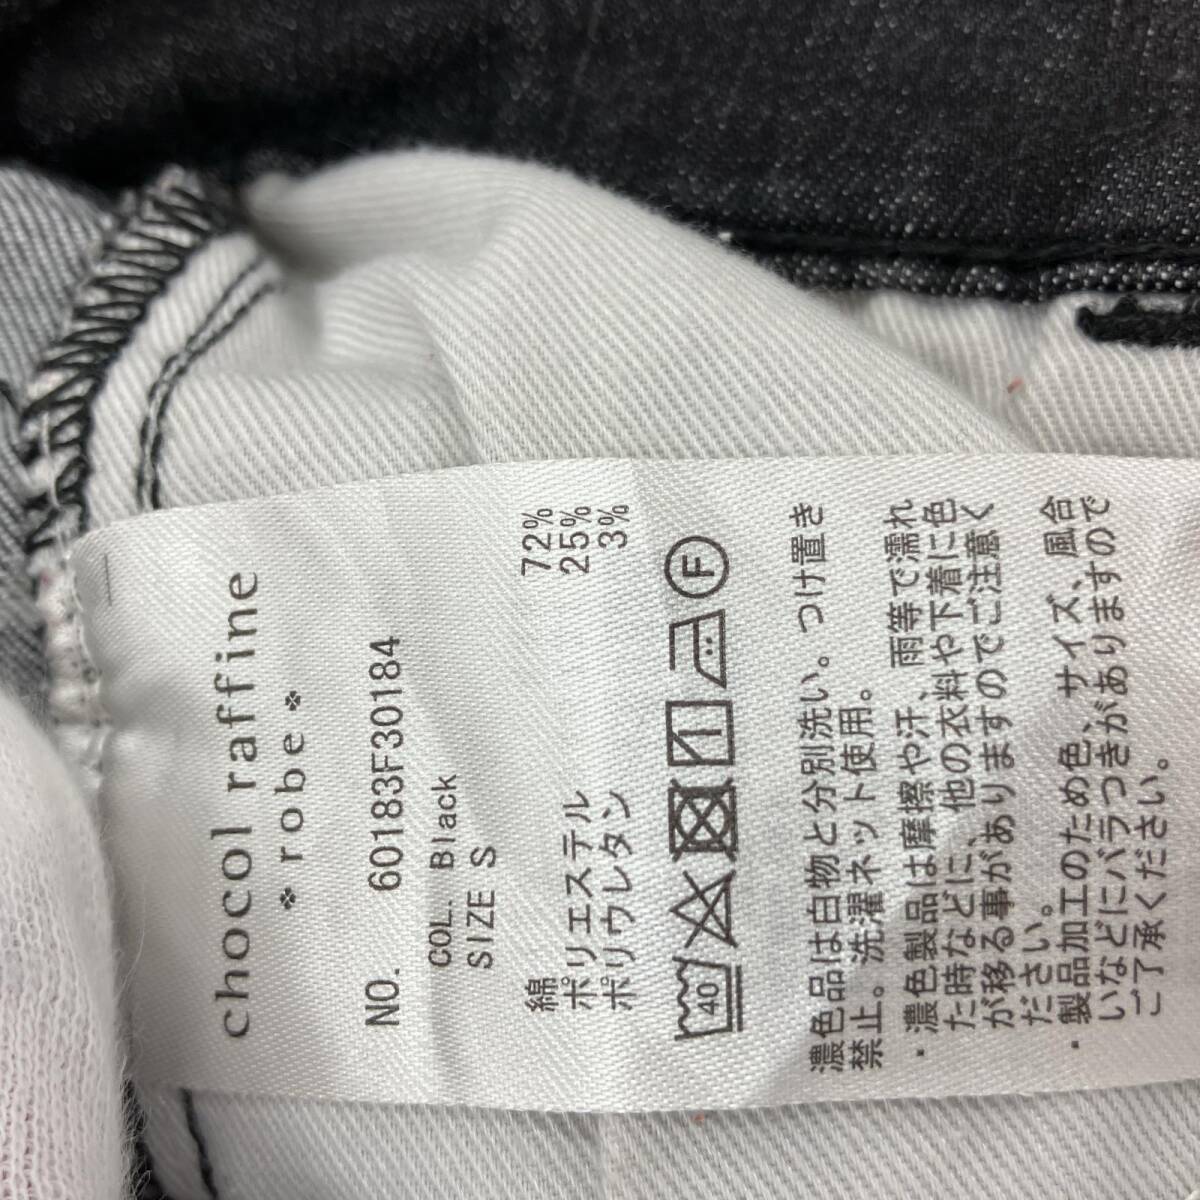 chocol raffine
robe
NO. 60183F30184
COL. Black
SIZE S
綿 72%
ポリエステル 25%
ポリウレタン 3%
40 F
濃色品は白物と分別洗い。つけ置き
禁止。洗濯ネット使用。
・濃色製品は摩擦や汗、雨等で濡れ
た時などに、他の衣料や下着に色
が移る事がありますのでご注意く
ださい。
・製品加工のため色、サイズ、風合
いなどにバラつきがありますので
ご了承ください。